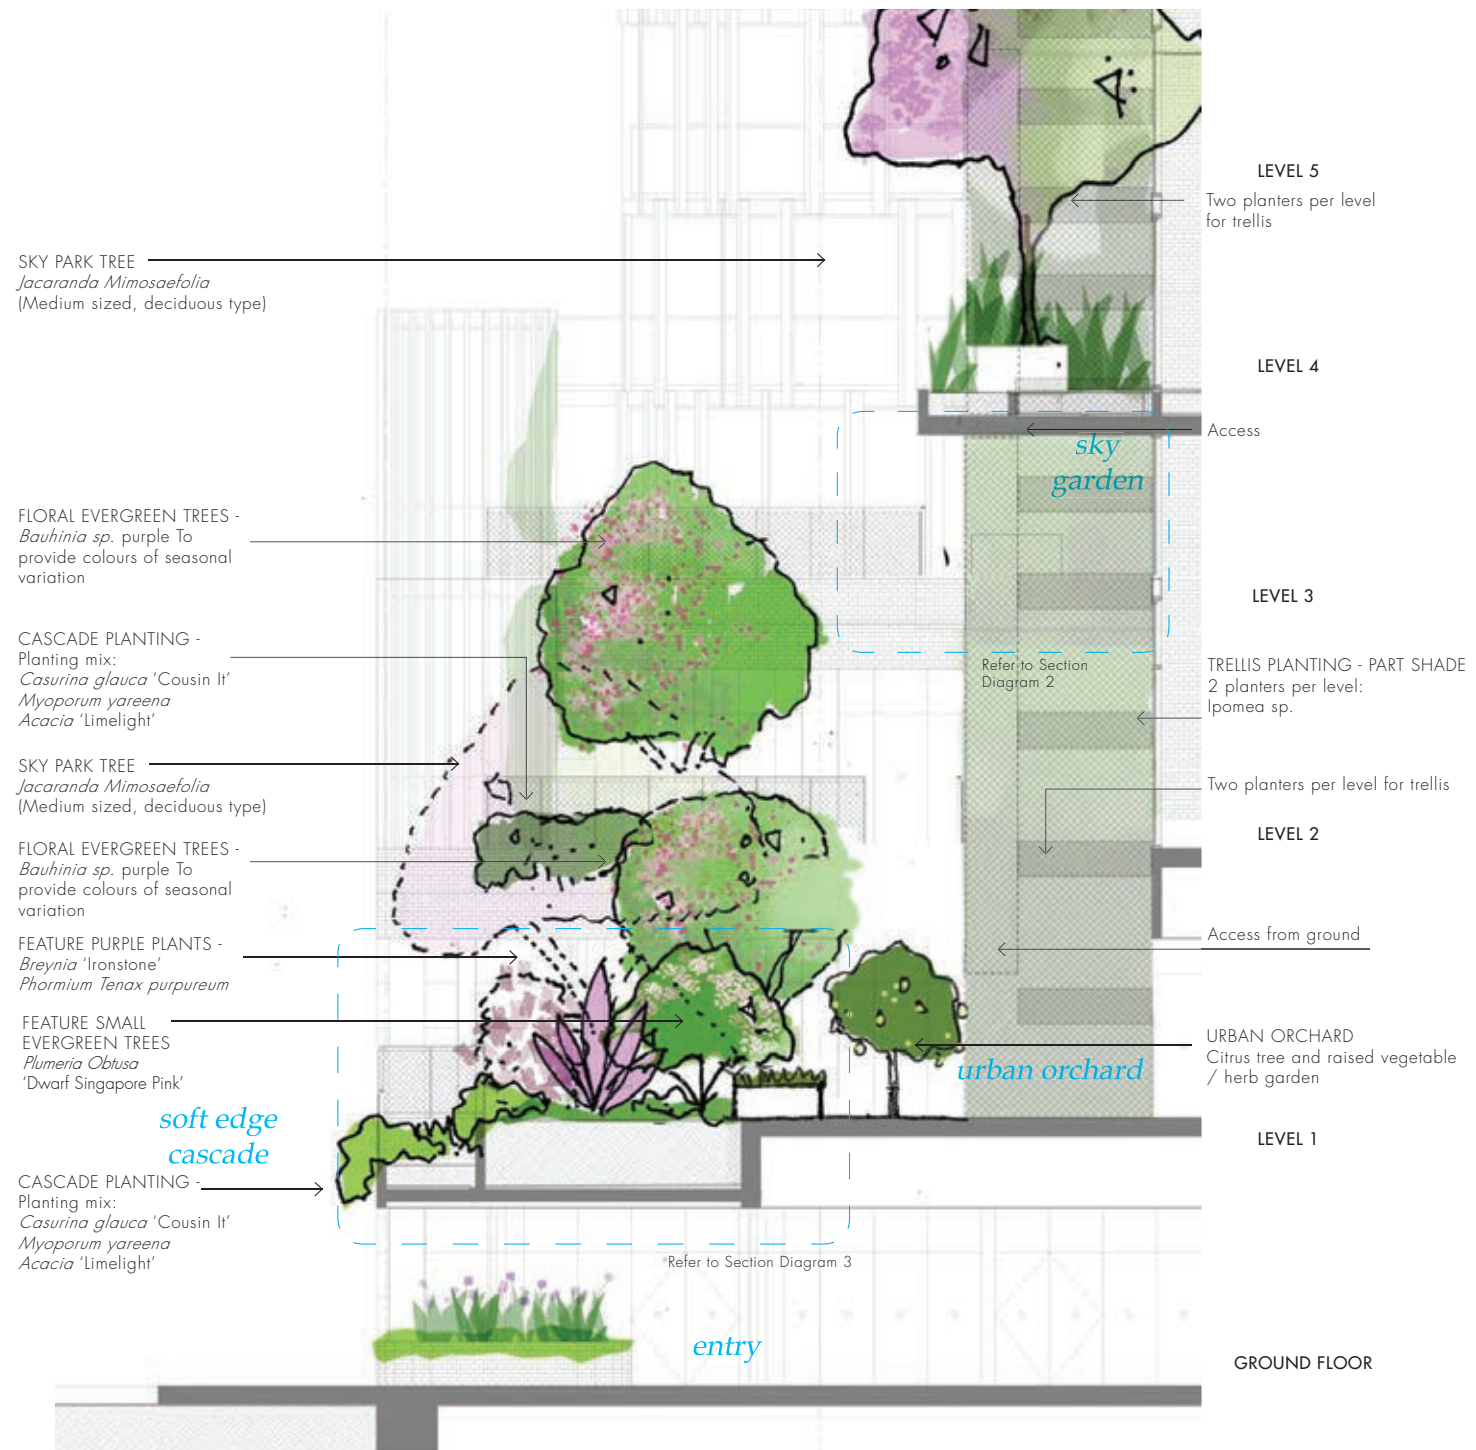 LEVEL 5
Two planters per level
for trellis
SKY PARK TREE
Jacaranda Mimosaefolia
(Medium sized, deciduous type)
LEVEL 4
Access
sky
garden
FLORAL EVERGREEN TREES -
Bauhinia sp. purple To
provide colours of seasonal
variation
LEVEL 3
CASCADE PLANTING -
Planting mix:
Casurina glauca ‘Cousin It’
Myoporum yareena
Acacia ‘Limelight’
Refer to Section
Diagram 2
TRELLIS PLANTING - PART SHADE
2 planters per level:
Ipomea sp.
SKY PARK TREE
Jacaranda Mimosaefolia
(Medium sized, deciduous type)
Two planters per level for trellis
LEVEL 2
FLORAL EVERGREEN TREES -
Bauhinia sp. purple To
provide colours of seasonal
variation
FEATURE PURPLE PLANTS -
Breynia ‘Ironstone’
Phormium Tenax purpureum
Access from ground
FEATURE SMALL
EVERGREEN TREES
Plumeria Obtusa
‘Dwarf Singapore Pink’
URBAN ORCHARD
Citrus tree and raised vegetable
/ herb garden
urban orchard
soft edge
cascade
LEVEL 1
CASCADE PLANTING -
Planting mix:
Casurina glauca ‘Cousin It’
Myoporum yareena
Acacia ‘Limelight’
Refer to Section Diagram 3
entry
GROUND FLOOR